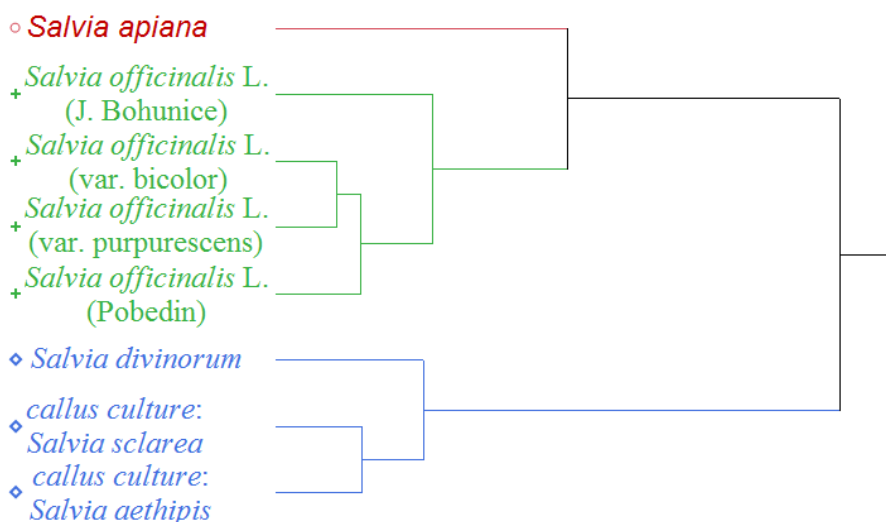 Salvia apiana
Salvia officinalis L.
(J. Bohunice)
Salvia officinalis L.
(var. bicolor)
Salvia officinalis L.
(var. purpurescens)
Salvia officinalis L.
(Pobedin)
Salvia divinorum
callus culture:
Salvia sclarea
callus culture:
Salvia aethipis